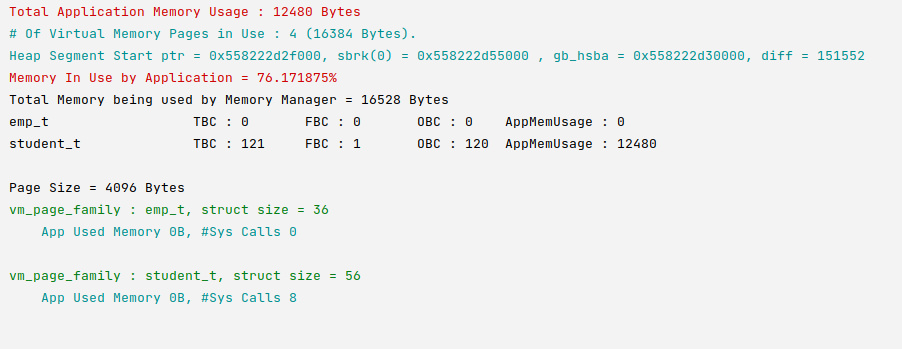 Total Application Memory Usage : 12480 Bytes
# Of Virtual Memory Pages in Use : 4 (16384 Bytes).
Heap Segment Start ptr = 0x558222d2f000, sbrk(0) = 0x558222d55000 , gb_hsba = 0x558222d30000, diff = 151552
Memory In Use by Application = 76.171875%
Total Memory being used by Memory Manager = 16528 Bytes
emp_t TBC : 0 FBC : 0 OBC : 0 AppMemUsage : 0
student_t TBC : 121 FBC : 1 OBC : 120 AppMemUsage : 12480
Page Size = 4096 Bytes
vm_page_family : emp_t, struct size = 36
App Used Memory 0B, #Sys Calls 0
vm_page_family : student_t, struct size = 56
App Used Memory 0B, #Sys Calls 8